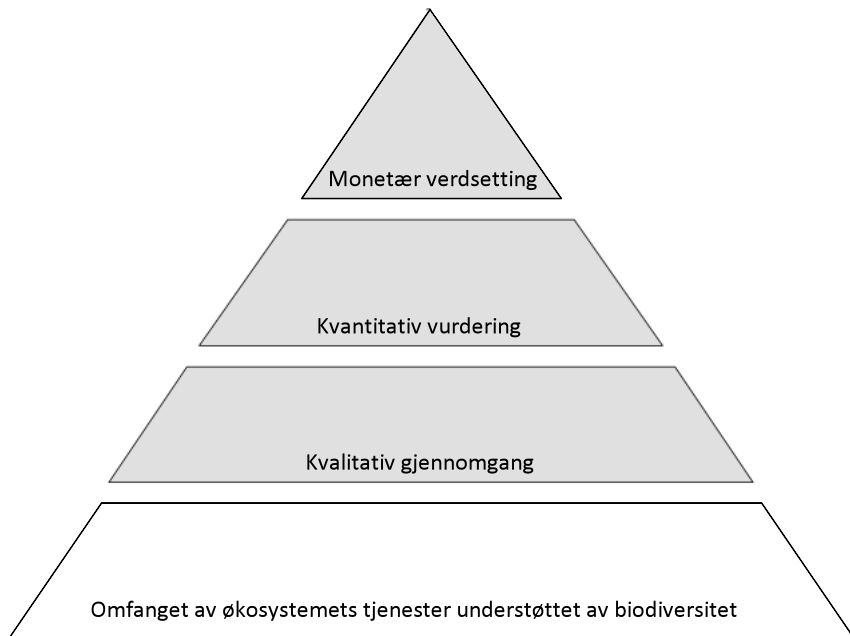 Monetær verdsetting
Kvantitativ vurdering
Kvalitativ gjennomgang
Omfanget av økosystemets tjenester understøttet av biodiversitet